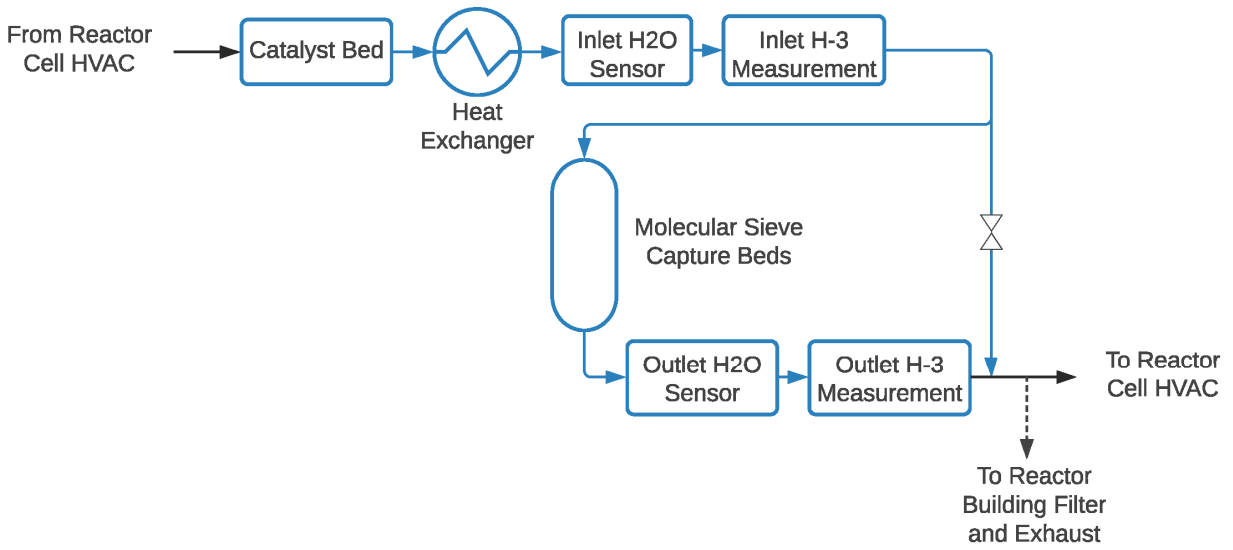 From Reactor
Cell HVAC
Catalyst Bed
Heat
Exchanger
Inlet H2O
Sensor
Inlet H-3
Measurement
Molecular Sieve
Capture Beds
Outlet H2O
Sensor
Outlet H-3
Measurement
To Reactor
Cell HVAC
To Reactor
Building Filter
and Exhaust